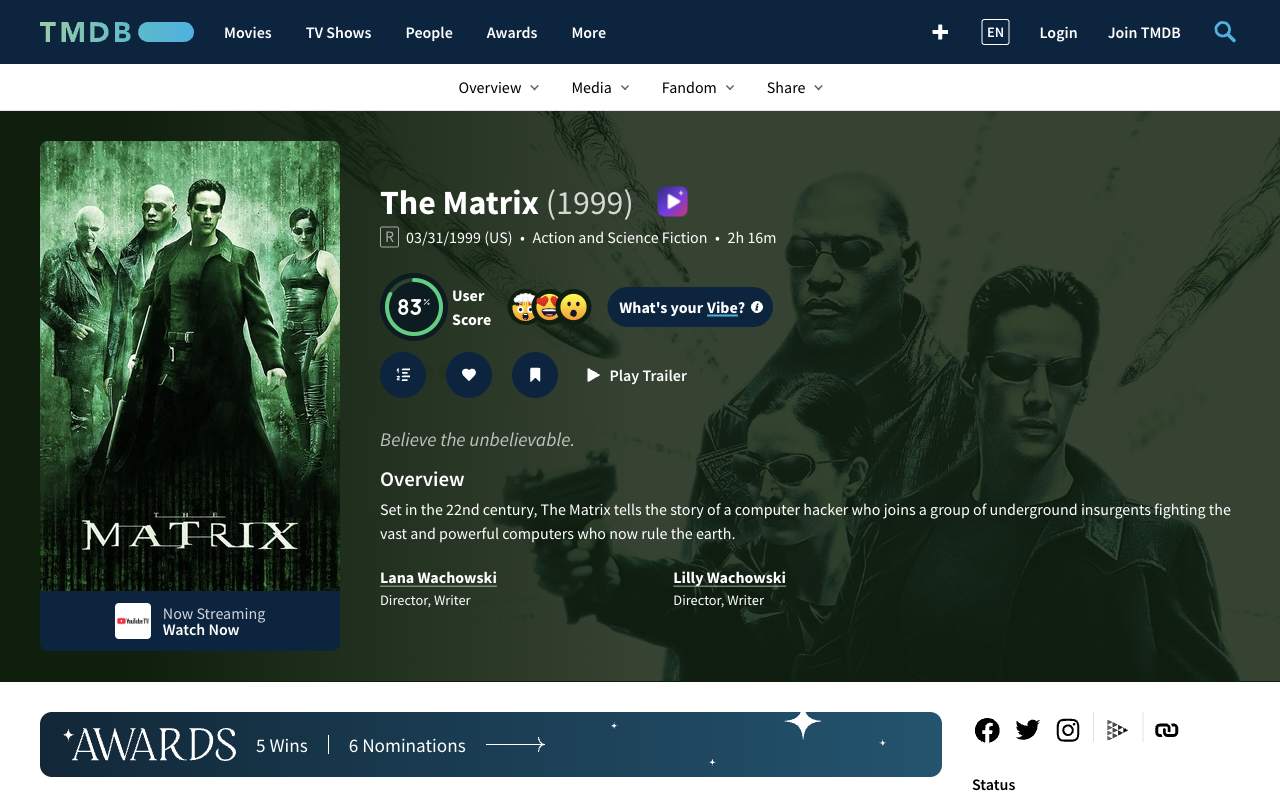 TMDB
Movies
TV Shows
People
Awards
More
EN
Login
Join TMDB
Overview
Media
Fandom
Share
THE
MATRIX
Now Streaming
Watch Now
YouTube TV
The Matrix (1999)
R 03/31/1999 (US) • Action and Science Fiction • 2h 16m
83%
User
Score
What's your Vibe?
Play Trailer
Believe the unbelievable.
Overview
Set in the 22nd century, The Matrix tells the story of a computer hacker who joins a group of underground insurgents fighting the
vast and powerful computers who now rule the earth.
Lana Wachowski
Director, Writer
Lilly Wachowski
Director, Writer
AWARDS
5 Wins
6 Nominations
Status